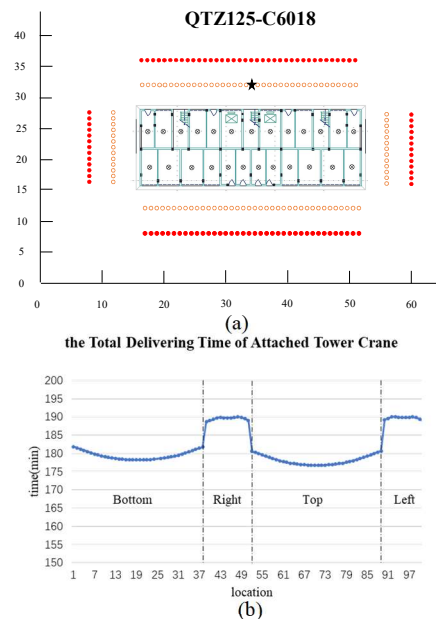 QTZ125-C6018
40
35
30
25
20
15
10
5
0
0 10 20 30 40 50 60
(a)
the Total Delivering Time of Attached Tower Crane
200
195
190
185
180
175
170
165
160
155
150
time(min)
Bottom Right Top Left
1 7 13 19 25 31 37 43 49 55 61 67 73 79 85 91 97
location
(b)